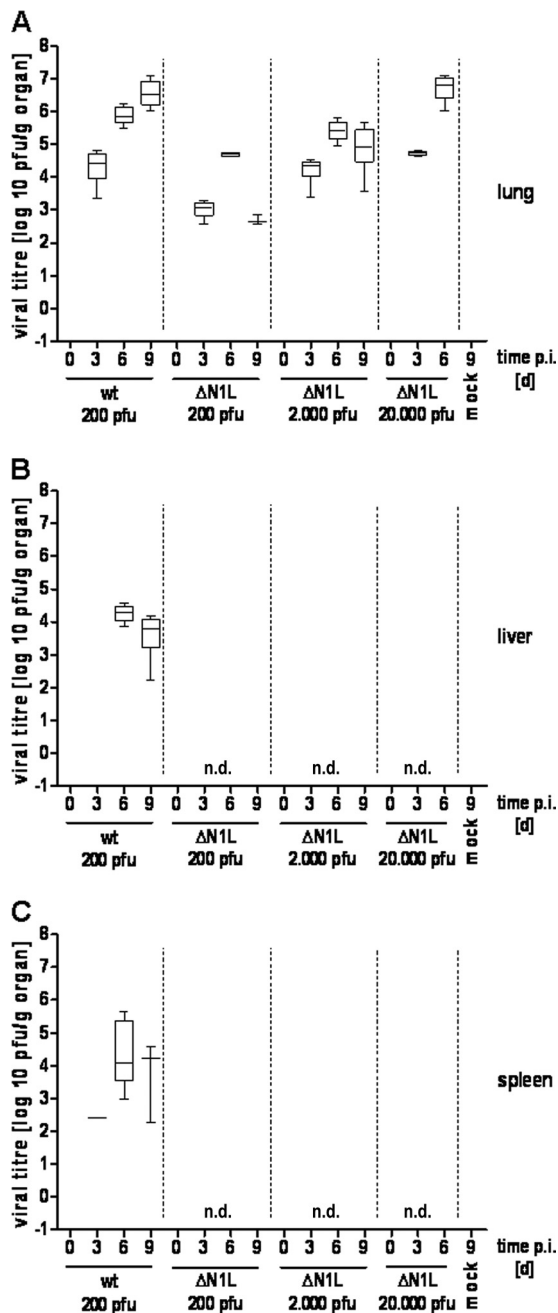 A
viral titre [log 10 pfu/g organ]
8
7
6
5
4
3
2
1
0
-1
lung
0 3 6 9 0 3 6 9 0 3 6 9 0 3 6 9 time p.i.
[d]
wt ΔN1L ΔN1L ΔN1L mock
200 pfu 200 pfu 2.000 pfu 20.000 pfu
B
viral titre [log 10 pfu/g organ]
8
7
6
5
4
3
2
1
0
-1
liver
n.d. n.d. n.d.
0 3 6 9 0 3 6 9 0 3 6 9 0 3 6 9 time p.i.
[d]
wt ΔN1L ΔN1L ΔN1L mock
200 pfu 200 pfu 2.000 pfu 20.000 pfu
C
viral titre [log 10 pfu/g organ]
8
7
6
5
4
3
2
1
0
-1
spleen
n.d. n.d. n.d.
0 3 6 9 0 3 6 9 0 3 6 9 0 3 6 9 time p.i.
[d]
wt ΔN1L ΔN1L ΔN1L mock
200 pfu 200 pfu 2.000 pfu 20.000 pfu